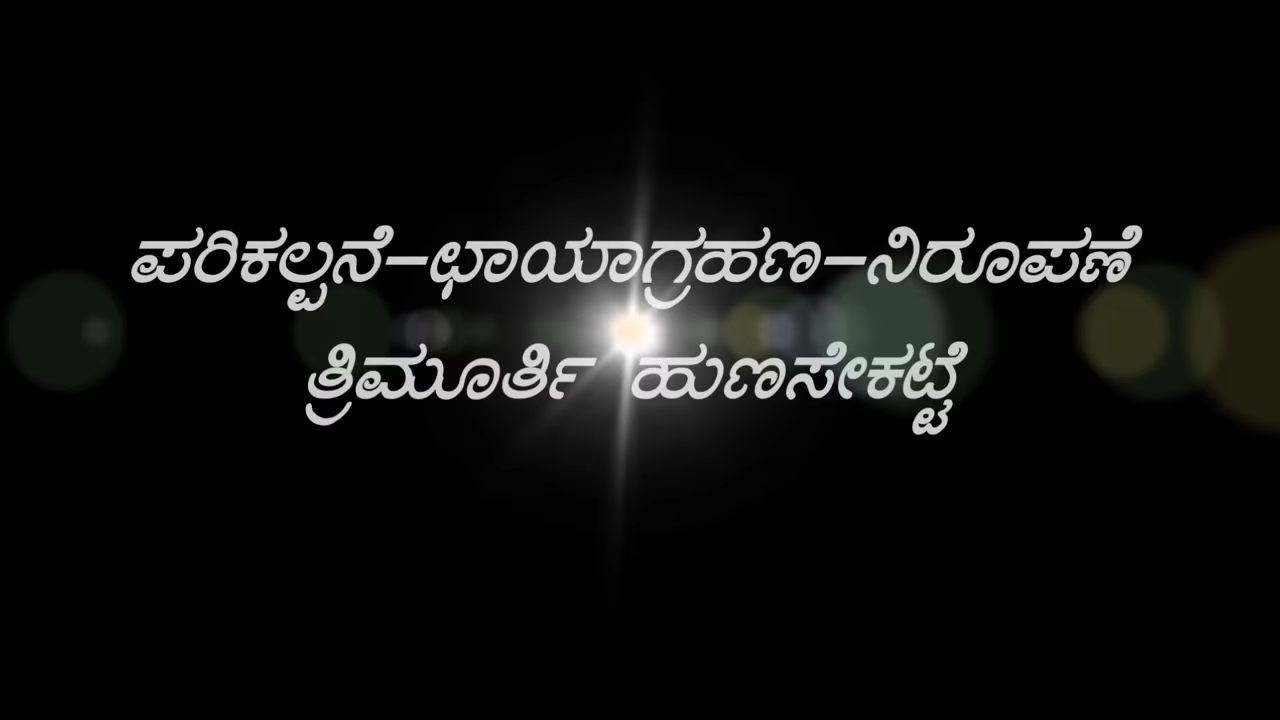 ಪರಿಕಲ್ಪನೆ-ಛಾಯಾಗ್ರಹಣ-ನಿರೂಪಣೆ
ತ್ರಿಮೂರ್ತಿ ಹುಣಸೇಕಟ್ಟೆ